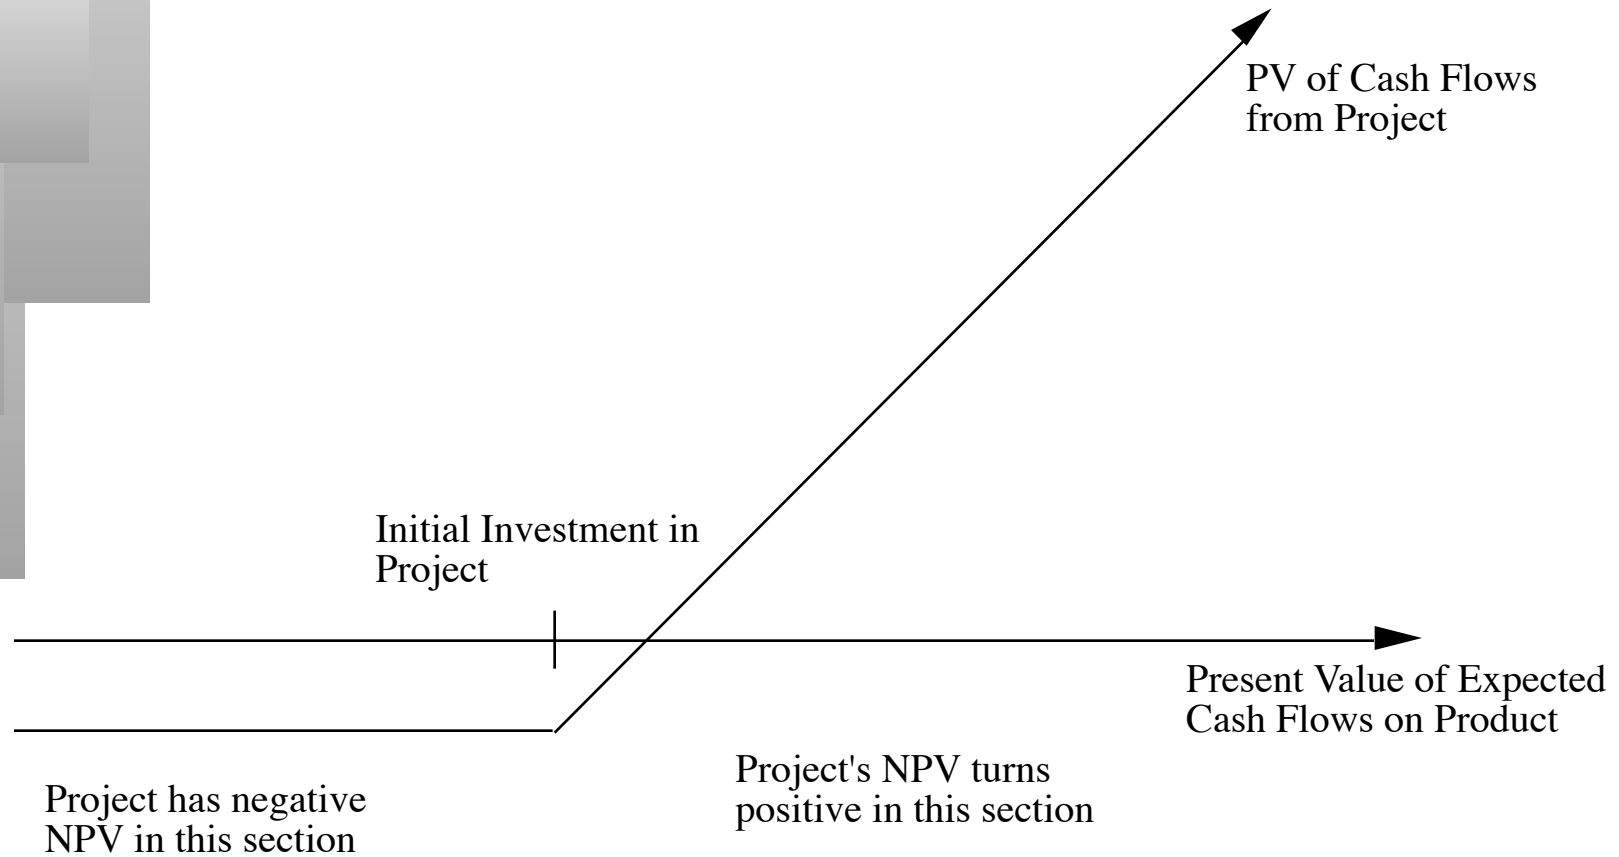 PV of Cash Flows
from Project
Initial Investment in
Project
Present Value of Expected
Cash Flows on Product
Project's NPV turns
positive in this section
Project has negative
NPV in this section